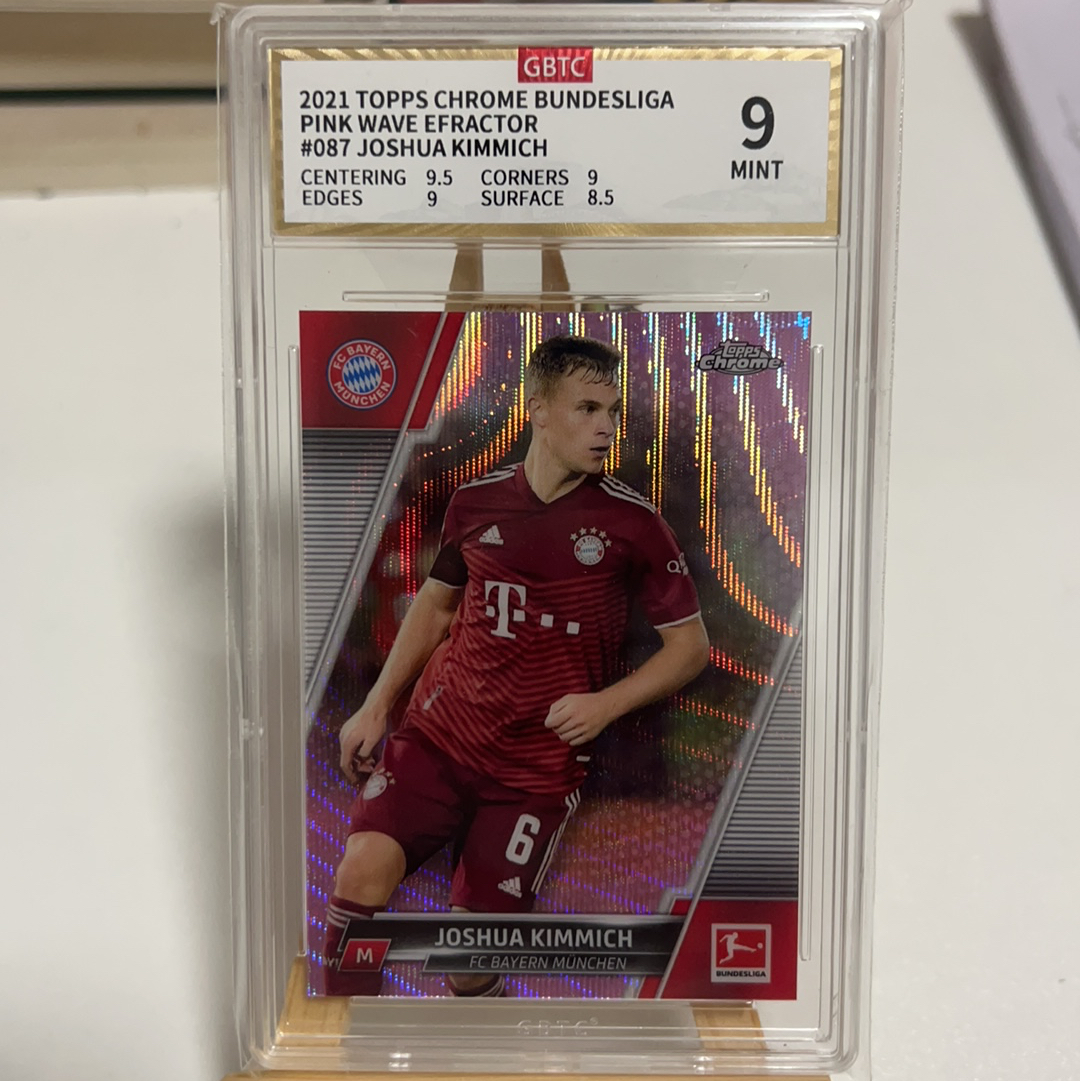 GBTC
2021 TOPPS CHROME BUNDESLIGA
PINK WAVE EFRACTOR
#087 JOSHUA KIMMICH
CENTERING 9.5 CORNERS 9
EDGES 9 SURFACE 8.5
9
MINT
FC BAYERN
MÜNCHEN
Topps
Chrome
T
6
M
JOSHUA KIMMICH
FC BAYERN MÜNCHEN
BUNDESLIGA
GBTC